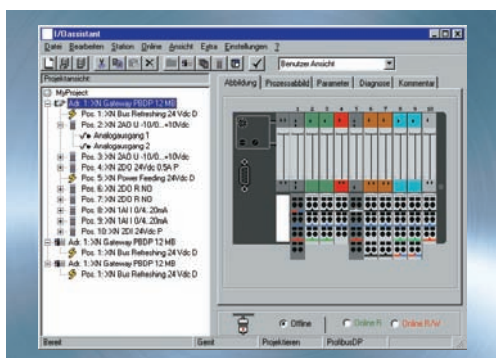 I/Oassistant
Datei Bearbeiten Station Online Ansicht Extra Einstellungen ?
Benutzer Ansicht
Projektansicht:
Abbildung Prozessabbild Parameter Diagnose Kommentar
MyProject
Adr. 1: XN Gateway PBDP 12 MB
Pos. 1: XN Bus Refreshing 24 Vdc D
Pos. 2: XN 2AO U -10/0...+10Vdc
Analogausgang 1
Analogausgang 2
Pos. 3: XN 2AO U -10/0...+10Vdc
Pos. 4: XN 2DO 24Vdc 0.5A P
Pos. 5: XN Power Feeding 24Vdc D
Pos. 6: XN 2DO R NO
Pos. 7: XN 2DO R NO
Pos. 8: XN 1AI I 0/4..20mA
Pos. 9: XN 1AI I 0/4..20mA
Pos. 10: XN 2DI 24Vdc P
Adr. 1: XN Gateway PBDP 12 MB
Pos. 1: XN Bus Refreshing 24 Vdc D
Adr. 1: XN Gateway PBDP 12 MB
Pos. 1: XN Bus Refreshing 24 Vdc D
1 2 3 4 5 6 7 8 9 10
Offline Online R Online R/W
Bereit Gerät Projektieren ProfibusDP